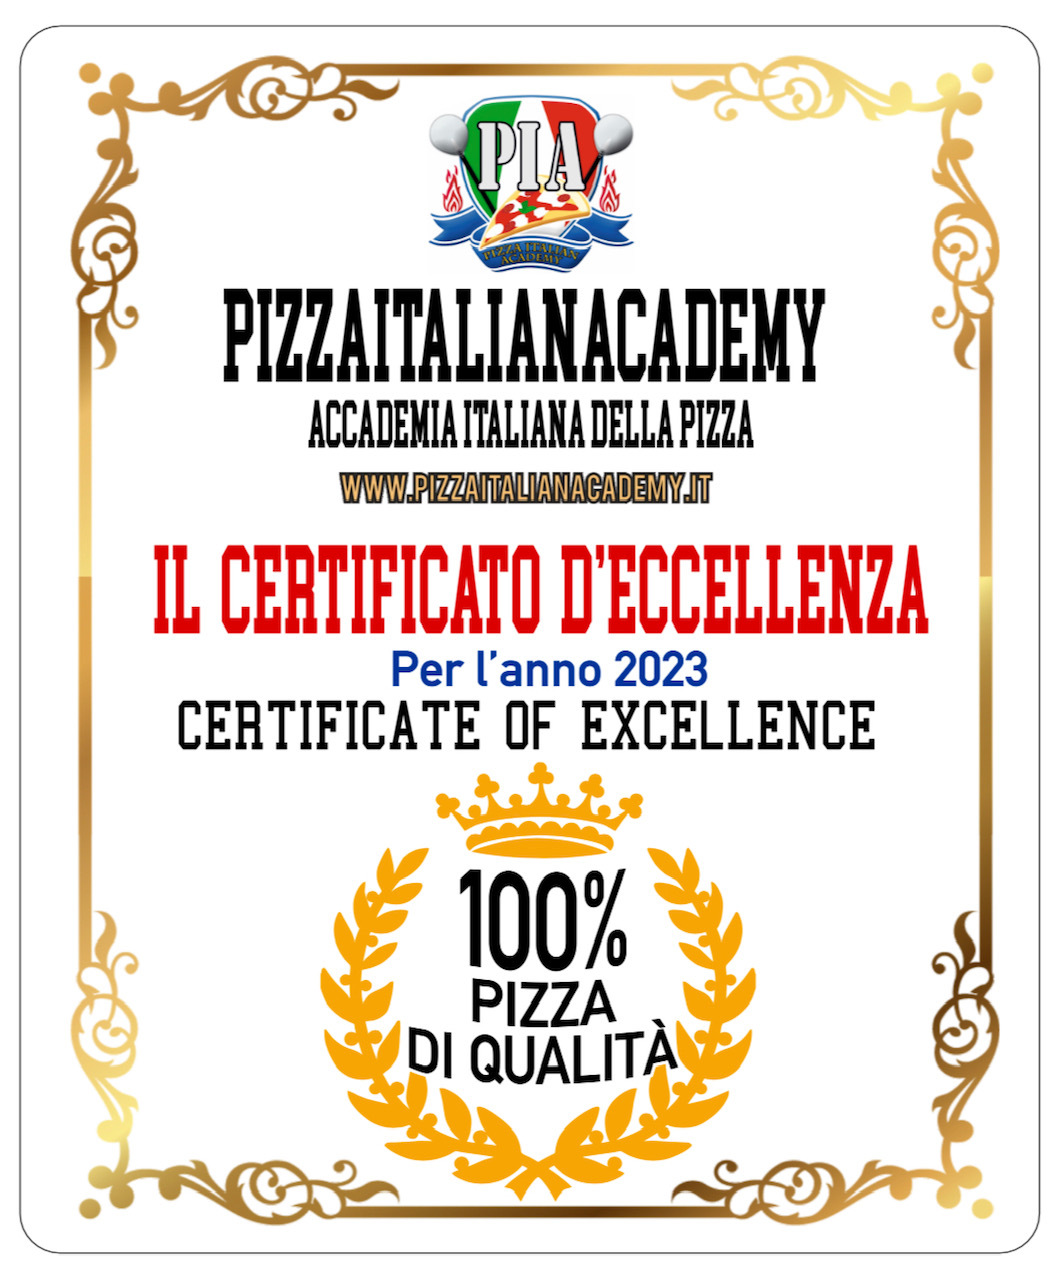 PIA
PIZZA ITALIAN
ACADEMY
PIZZAITALIANACADEMY
ACCADEMIA ITALIANA DELLA PIZZA
WWW.PIZZAITALIANACADEMY.IT
IL CERTIFICATO D'ECCELLENZA
Per l'anno 2023
CERTIFICATE OF EXCELLENCE
100%
PIZZA
DI QUALITÀ